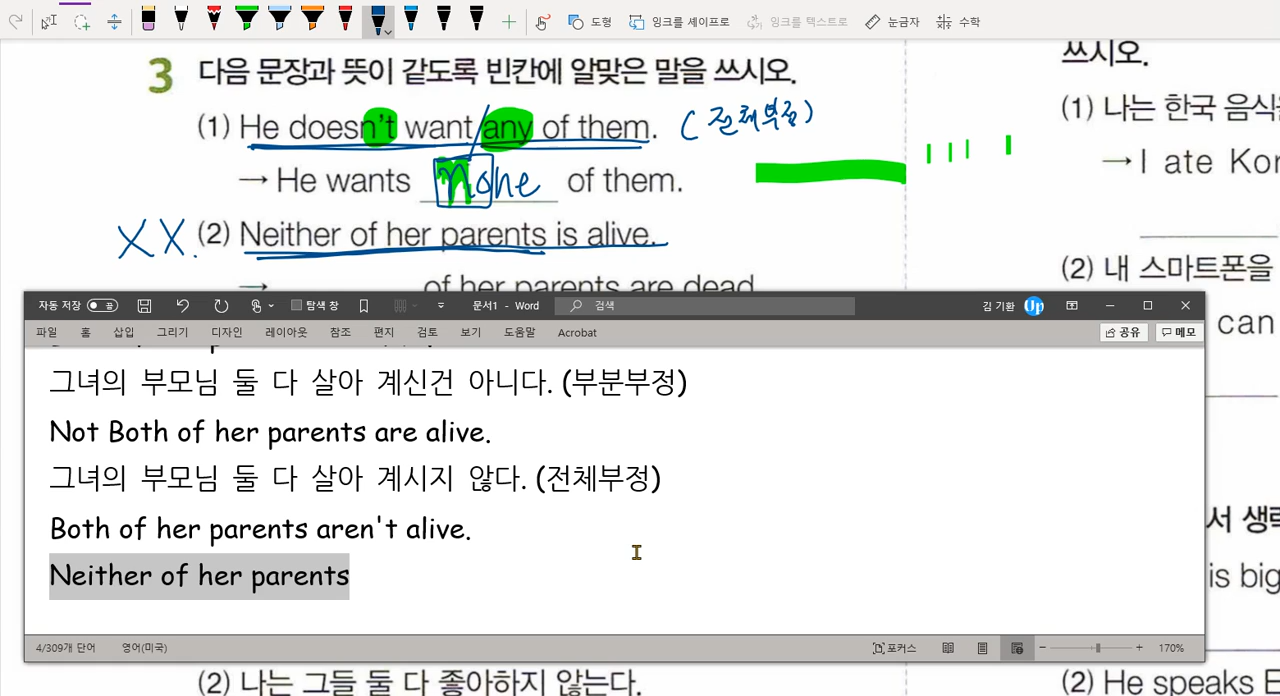 도형
잉크를 셰이프로
잉크를 텍스트로
눈금자
수학
3 다음 문장과 뜻이 같도록 빈칸에 알맞은 말을 쓰시오.
(1) He doesn't want any of them. (전체부정)
→ He wants none of them.
XX. (2) Neither of her parents is alive.
→ of her parents are dead
쓰시오.
(1) 나는 한국 음식을
→ I ate Kor
(2) 내 스마트폰을
can
서 생략
is big
자동 저장 끔
탐색 창
문서1 - Word
검색
김 기환
파일 홈 삽입 그리기 디자인 레이아웃 참조 편지 검토 보기 도움말 Acrobat
공유 메모
그녀의 부모님 둘 다 살아 계신건 아니다. (부분부정)
Not Both of her parents are alive.
그녀의 부모님 둘 다 살아 계시지 않다. (전체부정)
Both of her parents aren't alive.
Neither of her parents
4/309개 단어 영어(미국) 포커스 170%
(2) 나는 그들 둘 다 좋아하지 않는다.
(2) He speaks E